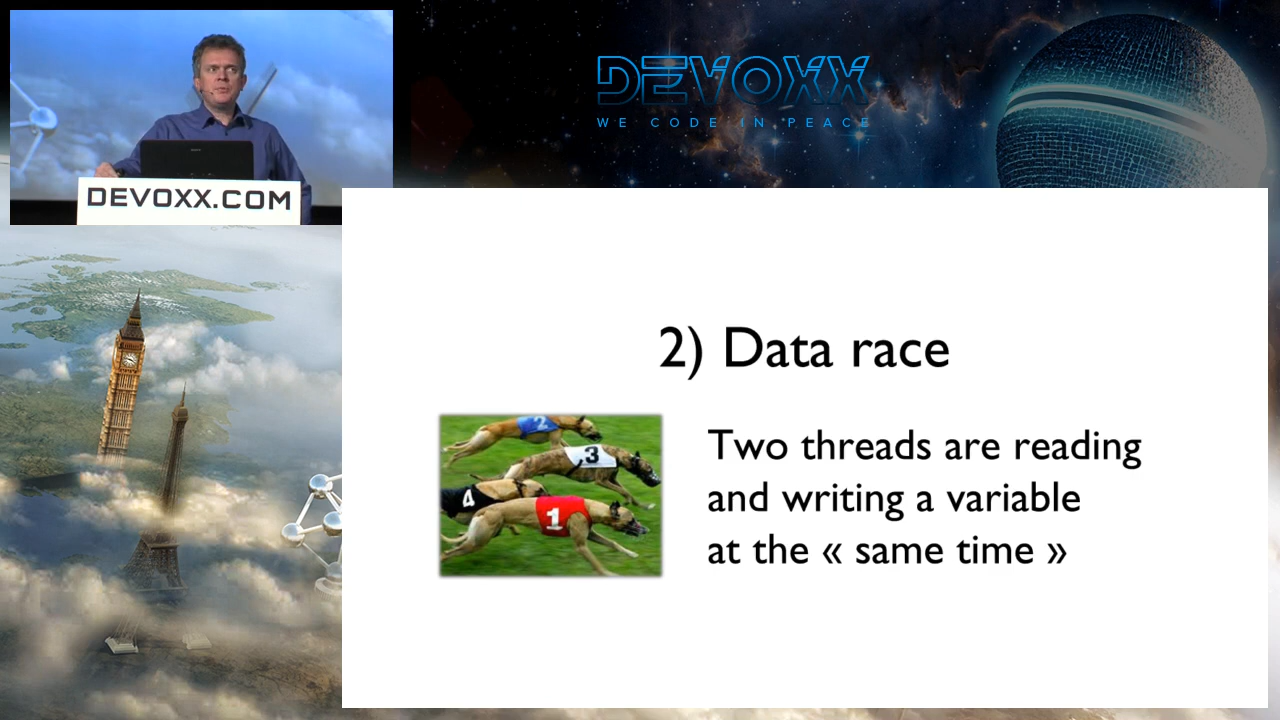 DEVOXX
WE CODE IN PEACE
DEVOXX.COM
2) Data race
2
3
4
1
Two threads are reading
and writing a variable
at the « same time »